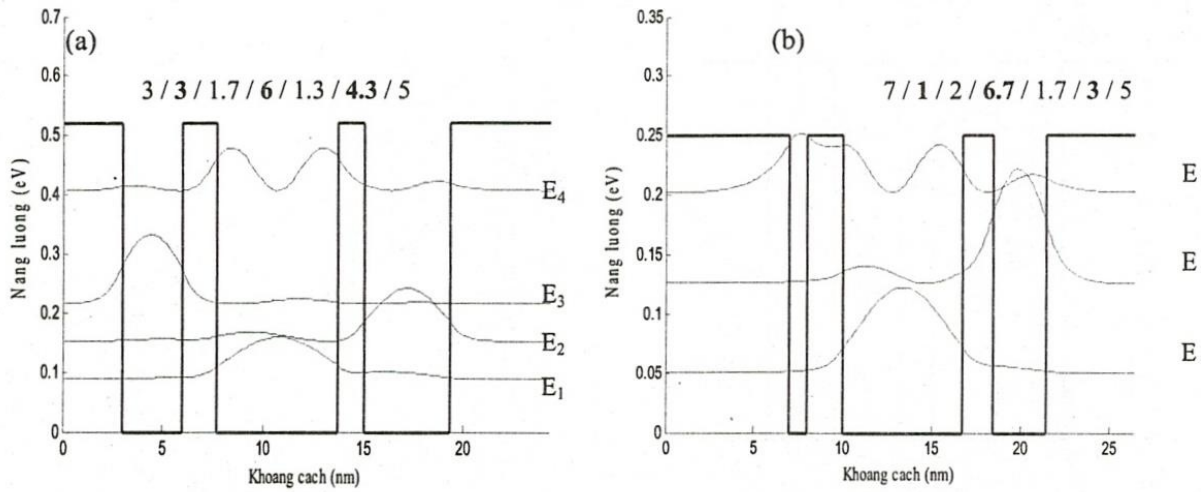 (a)
3 / 3 / 1.7 / 6 / 1.3 / 4.3 / 5
Nang luong (eV)
0.7
0.6
0.5
0.4
0.3
0.2
0.1
0
E₄
E₃
E₂
E₁
0 5 10 15 20
Khoang cach (nm)
(b)
7 / 1 / 2 / 6.7 / 1.7 / 3 / 5
Nang luong (eV)
0.35
0.3
0.25
0.2
0.15
0.1
0.05
0
E
E
E
0 5 10 15 20 25
Khoang cach (nm)